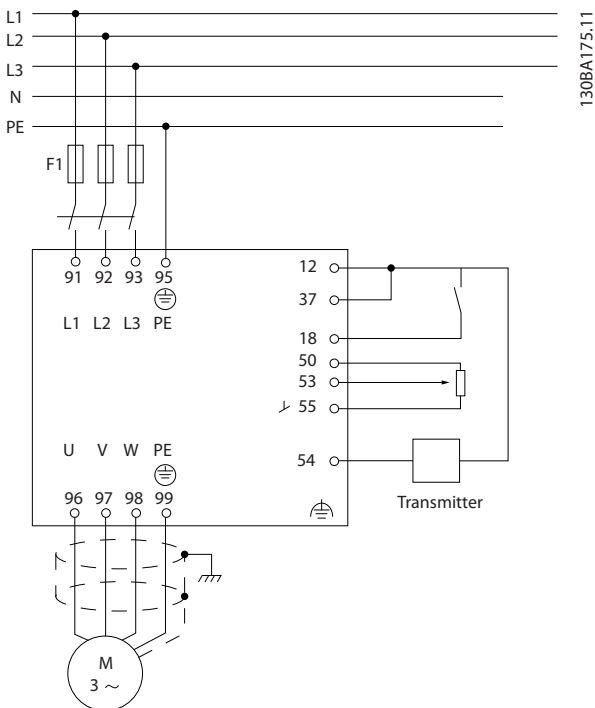 L1
L2
L3
N
PE
130BA175.11
F1
91 92 93 95
L1 L2 L3 PE
12
37
18
50
53
55
54
Transmitter
U V W PE
96 97 98 99
M
3 ~